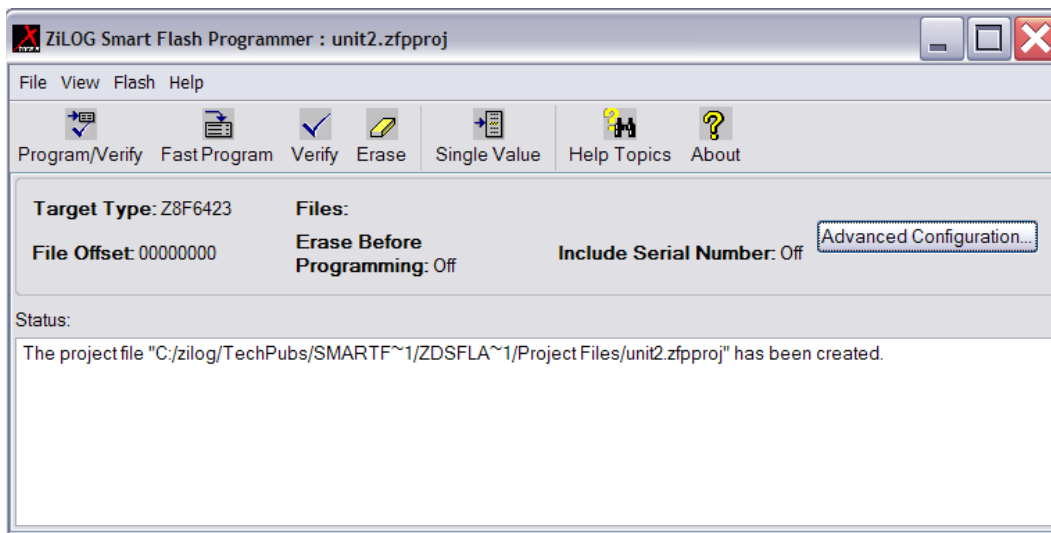 ZiLOG Smart Flash Programmer : unit2.zfpproj
File View Flash Help
Program/Verify Fast Program Verify Erase Single Value Help Topics About
Target Type: Z8F6423 Files:
File Offset: 00000000 Erase Before Programming: Off Include Serial Number: Off Advanced Configuration...
Status:
The project file "C:/zilog/TechPubs/SMARTF~1/ZDSFLA~1/Project Files/unit2.zfpproj" has been created.